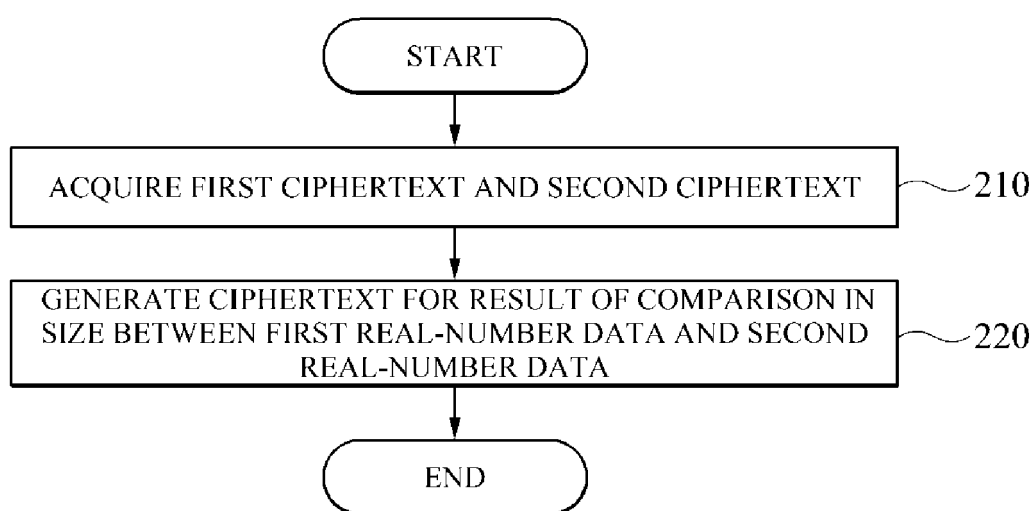 START
ACQUIRE FIRST CIPHERTEXT AND SECOND CIPHERTEXT
210
GENERATE CIPHERTEXT FOR RESULT OF COMPARISON IN
SIZE BETWEEN FIRST REAL-NUMBER DATA AND SECOND
REAL-NUMBER DATA
220
END